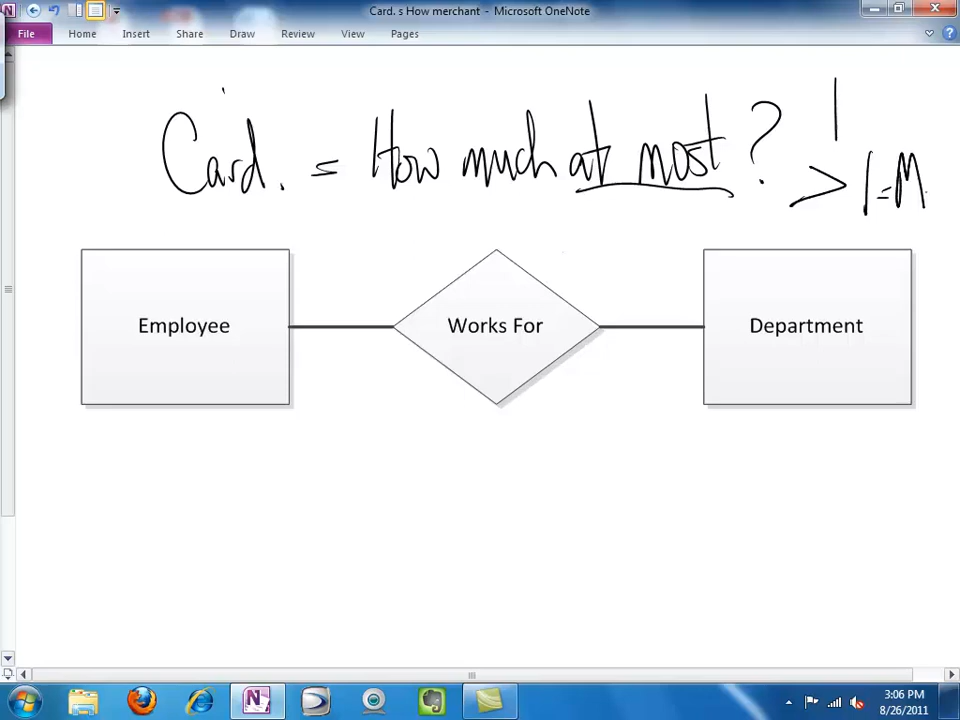 Card. s How merchant - Microsoft OneNote
File Home Insert Share Draw Review View Pages
Card. = How much at most? 1
>1=M
Employee Works For Department
3:06 PM
8/26/2011